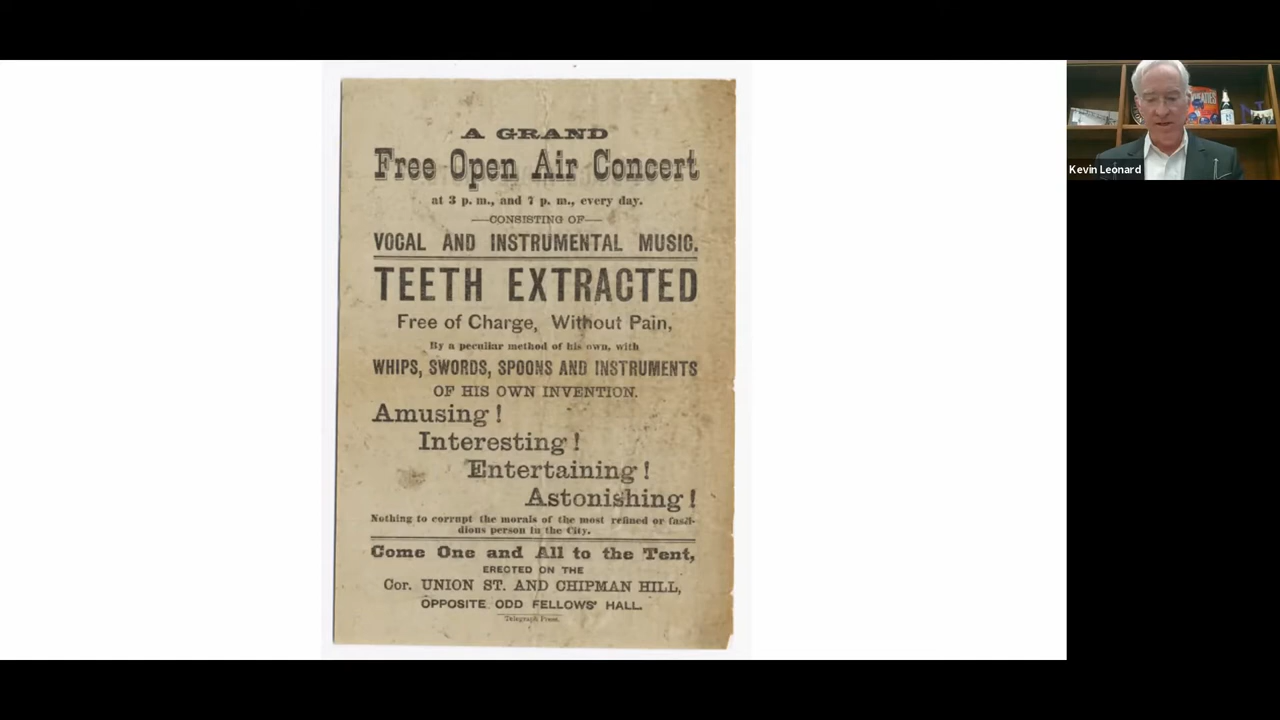 A GRAND
Free Open Air Concert
at 3 p. m., and 7 p. m., every day.
—CONSISTING OF—
VOCAL AND INSTRUMENTAL MUSIC.
TEETH EXTRACTED
Free of Charge, Without Pain,
By a peculiar method of his own, with
WHIPS, SWORDS, SPOONS AND INSTRUMENTS
OF HIS OWN INVENTION.
Amusing !
Interesting !
Entertaining !
Astonishing !
Nothing to corrupt the morals of the most refined or fasti-
dious person in the City.
Come One and All to the Tent,
ERECTED ON THE
Cor. UNION ST. AND CHIPMAN HILL,
OPPOSITE ODD FELLOWS' HALL.
Telegraph Press.
Kevin Leonard